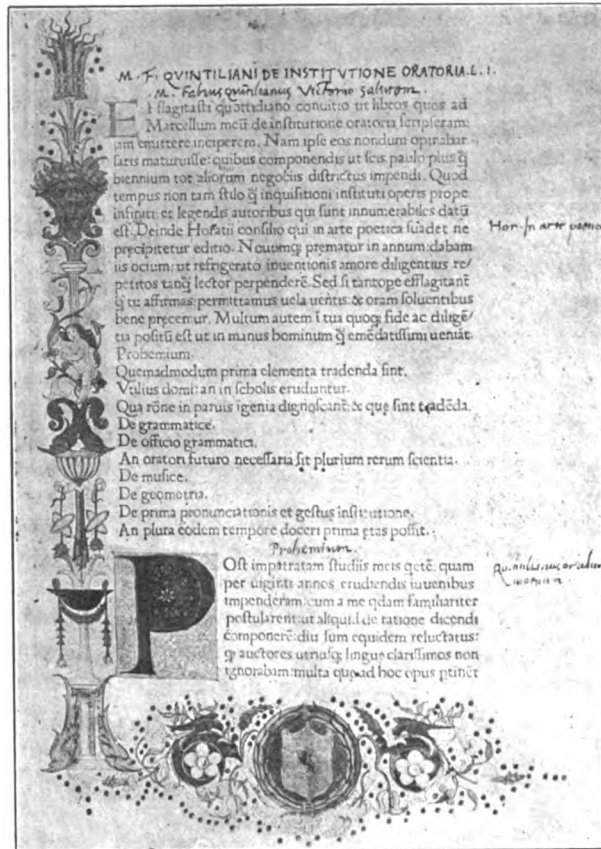 M. F. QVINTILIANI DE INSTITVTIONE ORATORIA. L. I.
M. Fabius quintilianus Victorio salutem.
EFflagitasti quottidiano conuitio ut libros quos ad
Marcellum meū de institutione oratoria scripseram:
iam emittere inciperem. Nam ipse eos nondum opinabar
satis maturuisse: quibus componendis ut scis paulo plus q̄
biennium tot aliorum negociis districtus impendi. Quod
tempus non tam stilo q̄ inquisitioni instituti operis prope
infiniti: et legendis autoribus qui sunt innumerabiles datū
est. Deinde Horatii consilio qui in arte poetica suadet ne
Hor. In arte poetica
precipitetur editio. Nouumq; prematur in annum: dabam
iis ocium: ut refrigerato inuentionis amore diligentius re/
petitos tanq̄ lector perpenderē. Sed si tantope efflagitant̄
q̄ tu affirmas: permittamus uela uentis: & oram soluentibus
bene precemur. Multum autem ī tua quoq; fide ac diligē/
tia positū est ut in manus hominum q̄ emēdatissimi ueniāt.
Prohemium.
Quemadmodum prima elementa tradenda sint.
Vtilius domi: an in scholis erudiantur.
Qua rōne in paruis īgenia dignoscant̄: & que sint tradēda.
De grammatice.
De officio grammatici.
An oratori futuro necessaria sit plurium rerum scientia.
De musice.
De geometria.
De prima pronunciationis et gestus institutione.
An plura eodem tempore doceri prima etas possit.
Prohemium.
POst impatratam studiis meis q̄etē: quam
per uiginti annos erudiendis iuuenibus
impenderam: cum a me q̄dam familiariter
postularent: ut aliquid de ratione dicendi
componerē: diu sum equidem reluctatus:
q̄ auctores utriusq; lingue clarissimos non
ignorabam: multa que ad hoc opus ptinēt